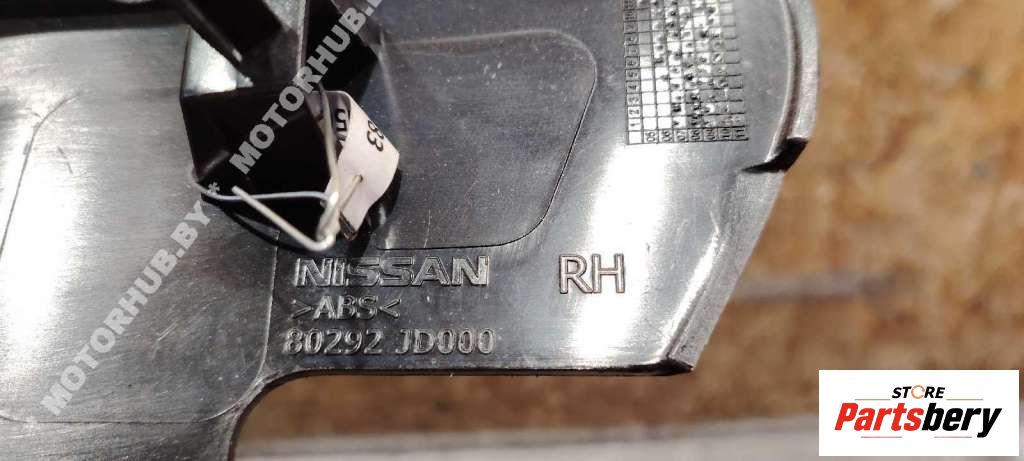 MOTORHUB.BY * MOTORHUB.BY
NISSAN
RH
>ABS<
80292 JD000
STORE
Partsbery